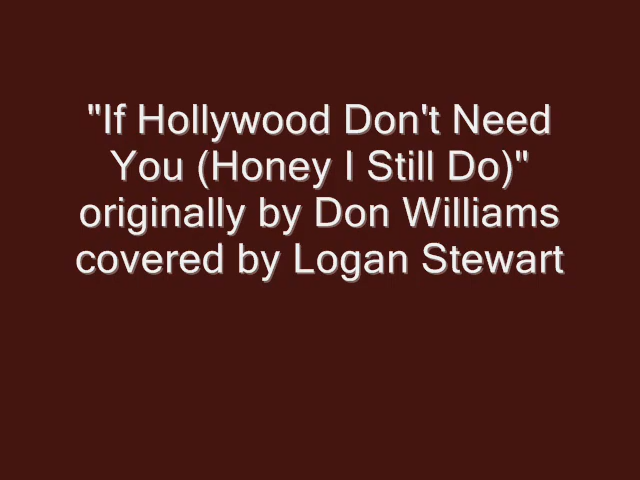 "If Hollywood Don't Need
You (Honey I Still Do)"
originally by Don Williams
covered by Logan Stewart